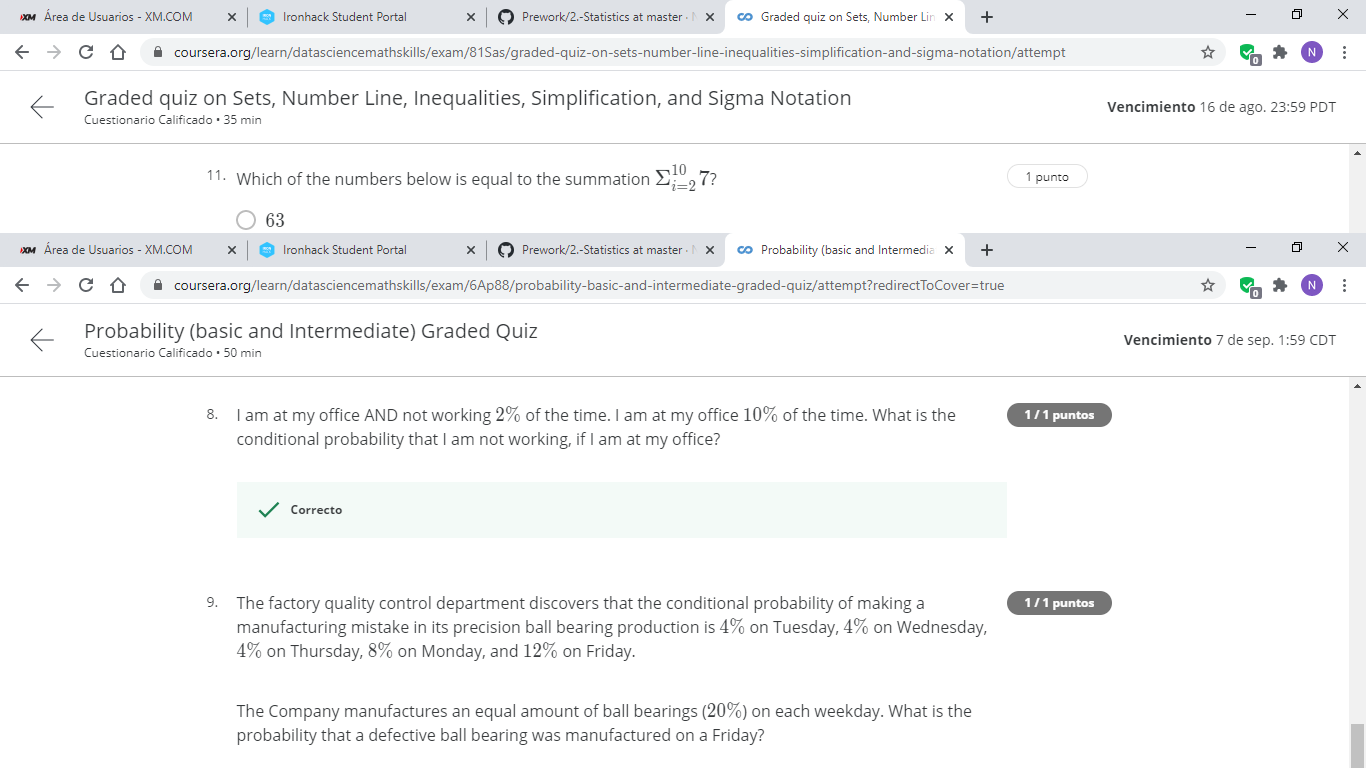 XM Área de Usuarios - XM.COM Ironhack Student Portal Prework/2.-Statistics at master · Graded quiz on Sets, Number Lin
coursera.org/learn/datasciencemathskills/exam/81Sas/graded-quiz-on-sets-number-line-inequalities-simplification-and-sigma-notation/attempt 0 N
Graded quiz on Sets, Number Line, Inequalities, Simplification, and Sigma Notation
Cuestionario Calificado • 35 min
Vencimiento 16 de ago. 23:59 PDT
11. Which of the numbers below is equal to the summation Σ¹⁰ᵢ₌₂ 7?
1 punto
63
XM Área de Usuarios - XM.COM Ironhack Student Portal Prework/2.-Statistics at master · Probability (basic and Intermedia
coursera.org/learn/datasciencemathskills/exam/6Ap88/probability-basic-and-intermediate-graded-quiz/attempt?redirectToCover=true 0 N
Probability (basic and Intermediate) Graded Quiz
Cuestionario Calificado • 50 min
Vencimiento 7 de sep. 1:59 CDT
8. I am at my office AND not working 2% of the time. I am at my office 10% of the time. What is the
conditional probability that I am not working, if I am at my office?
1 / 1 puntos
Correcto
9. The factory quality control department discovers that the conditional probability of making a
manufacturing mistake in its precision ball bearing production is 4% on Tuesday, 4% on Wednesday,
4% on Thursday, 8% on Monday, and 12% on Friday.
1 / 1 puntos
The Company manufactures an equal amount of ball bearings (20%) on each weekday. What is the
probability that a defective ball bearing was manufactured on a Friday?